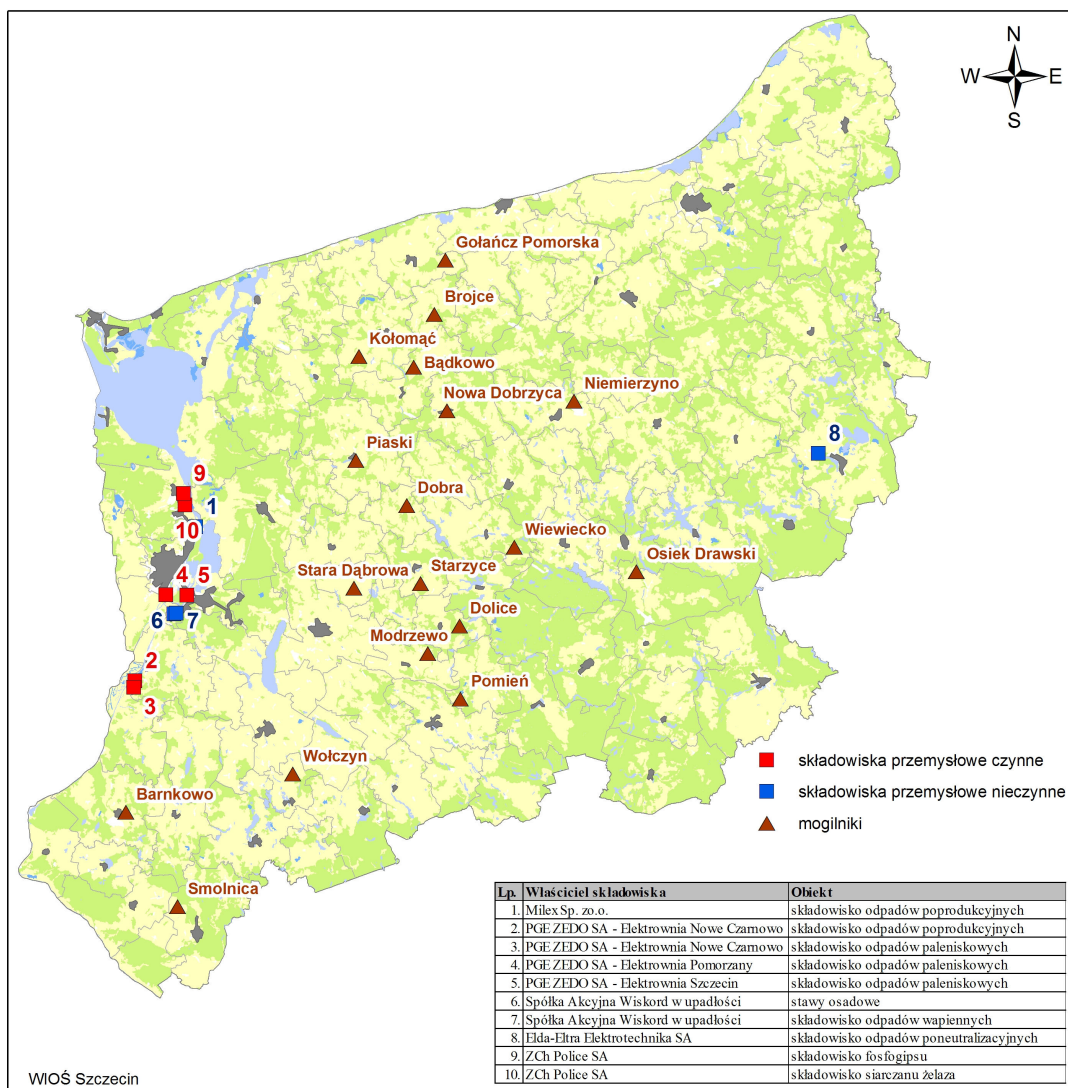 N
W E
S
Gołańcz Pomorska
Brojce
Kołomąć
Bądkowo
Nowa Dobrzyca
Niemierzyno
8
Piaski
9
Dobra
1
10
Wiewiecko
Osiek Drawski
4 5
Stara Dąbrowa
Starzyce
6 7
Dolice
Modrzewo
2
3
Pomień
Wołczyn
Barnkowo
Smolnica
składowiska przemysłowe czynne
składowiska przemysłowe nieczynne
mogilniki
Lp. Właściciel składowiska Obiekt
1. Milex Sp. zo.o. składowisko odpadów poprodukcyjnych
2. PGE ZEDO SA - Elektrownia Nowe Czarnowo składowisko odpadów poprodukcyjnych
3. PGE ZEDO SA - Elektrownia Nowe Czarnowo składowisko odpadów paleniskowych
4. PGE ZEDO SA - Elektrownia Pomorzany składowisko odpadów paleniskowych
5. PGE ZEDO SA - Elektrownia Szczecin składowisko odpadów paleniskowych
6. Spółka Akcyjna Wiskord w upadłości stawy osadowe
7. Spółka Akcyjna Wiskord w upadłości składowisko odpadów wapiennych
8. Elda-Eltra Elektrotechnika SA składowisko odpadów poneutralizacyjnych
9. ZCh Police SA składowisko fosfogipsu
10. ZCh Police SA składowisko siarczanu żelaza
WIOŚ Szczecin